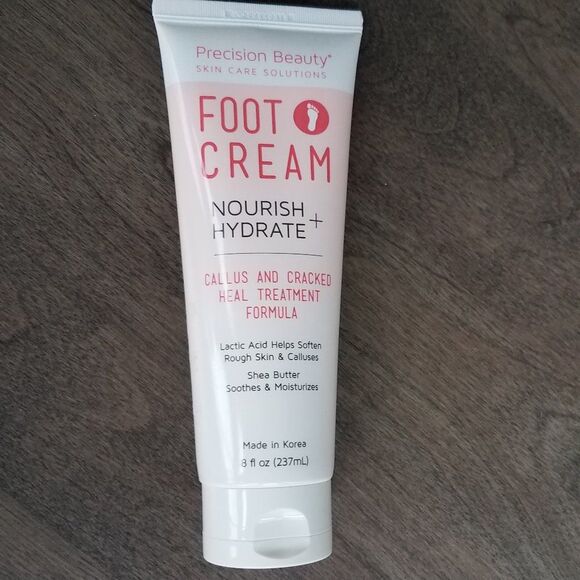 Precision Beauty®
SKIN CARE SOLUTIONS
FOOT
CREAM
NOURISH +
HYDRATE
CALLUS AND CRACKED
HEAL TREATMENT
FORMULA
Lactic Acid Helps Soften
Rough Skin & Calluses
Shea Butter
Soothes & Moisturizes
Made in Korea
8 fl oz (237mL)